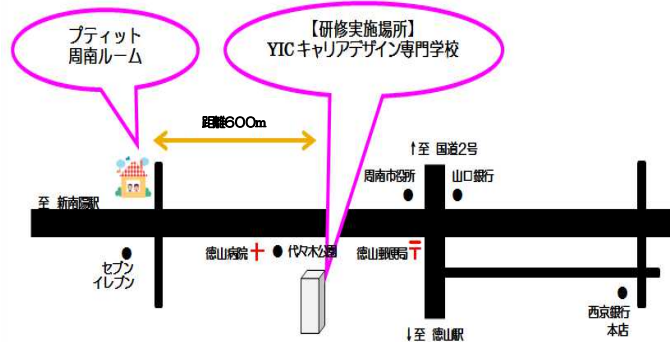 プティット
周南ルーム
【研修実施場所】
YICキャリアデザイン専門学校
距離600m
↑至 国道2号
周南市役所
山口銀行
至 新南陽駅
セブン
イレブン
徳山病院
代々木公園
徳山郵便局
〒
西京銀行
本店
↓至 徳山駅